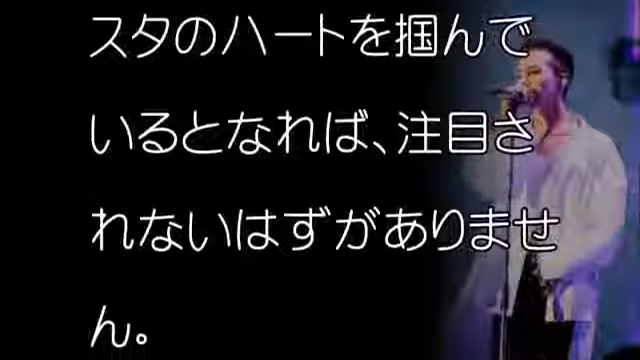 スタのハートを掴んで
いるとなれば、注目さ
れないはずがありませ
ん。